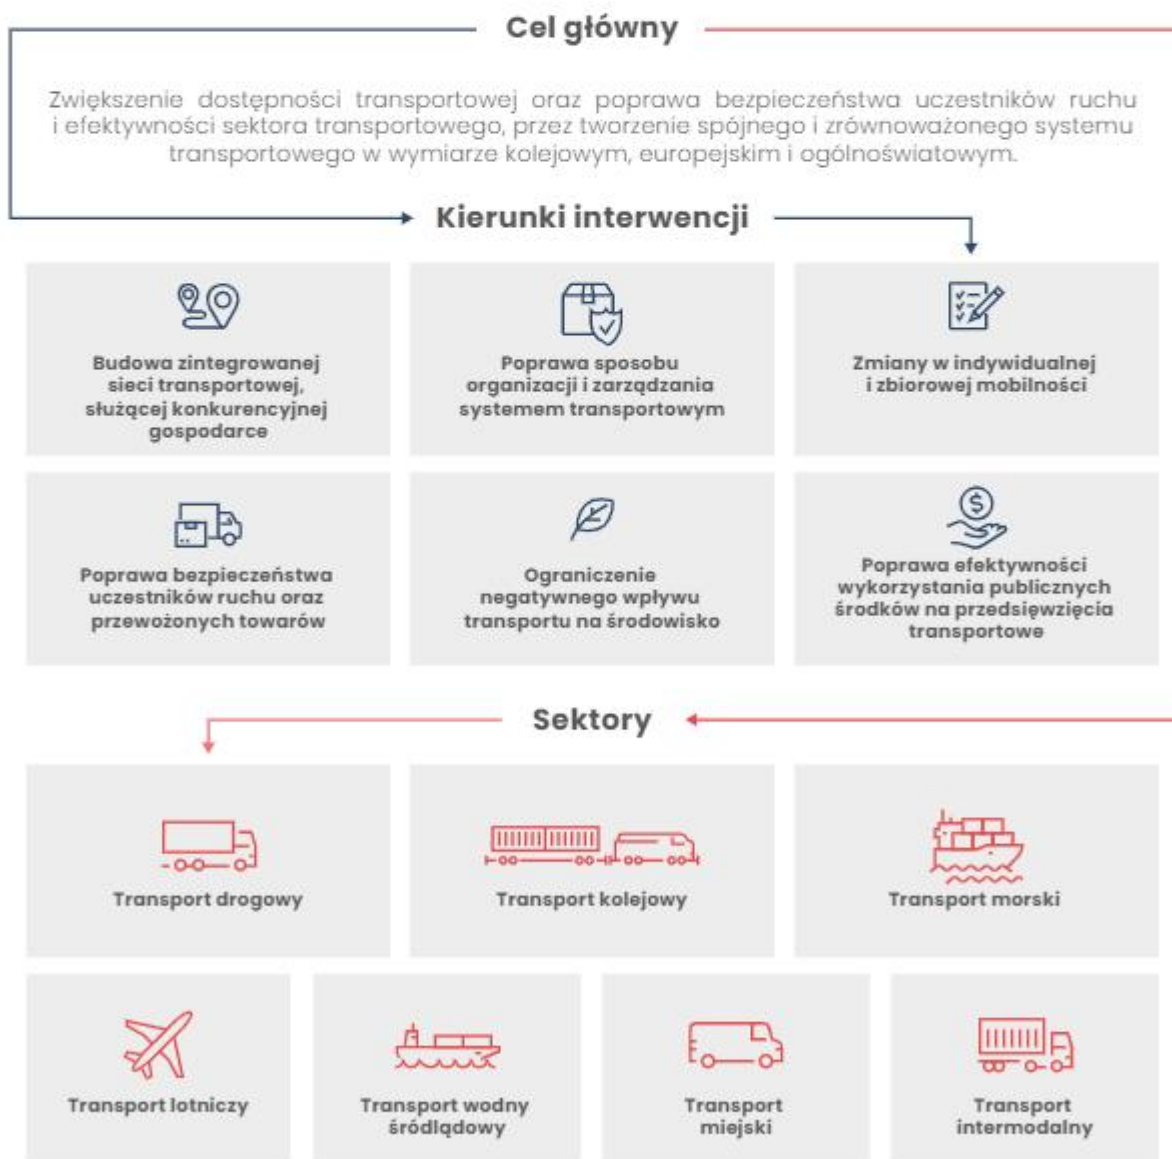 Cel główny
Zwiększenie dostępności transportowej oraz poprawa bezpieczeństwa uczestników ruchu
i efektywności sektora transportowego, przez tworzenie spójnego i zrównoważonego systemu
transportowego w wymiarze kolejowym, europejskim i ogólnoświatowym.
Kierunki interwencji
Budowa zintegrowanej
sieci transportowej,
służącej konkurencyjnej
gospodarce
Poprawa sposobu
organizacji i zarządzania
systemem transportowym
Zmiany w indywidualnej
i zbiorowej mobilności
Poprawa bezpieczeństwa
uczestników ruchu oraz
przewożonych towarów
Ograniczenie
negatywnego wpływu
transportu na środowisko
$
Poprawa efektywności
wykorzystania publicznych
środków na przedsięwzięcia
transportowe
Sektory
Transport drogowy
Transport kolejowy
Transport morski
Transport lotniczy
Transport wodny
śródlądowy
Transport
miejski
Transport
intermodalny